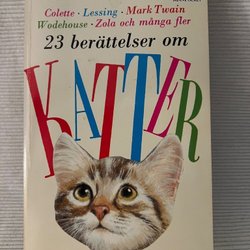 Colette · Lessing · Mark Twain
Wodehouse · Zola och många fler
23 berättelser om
KATTER